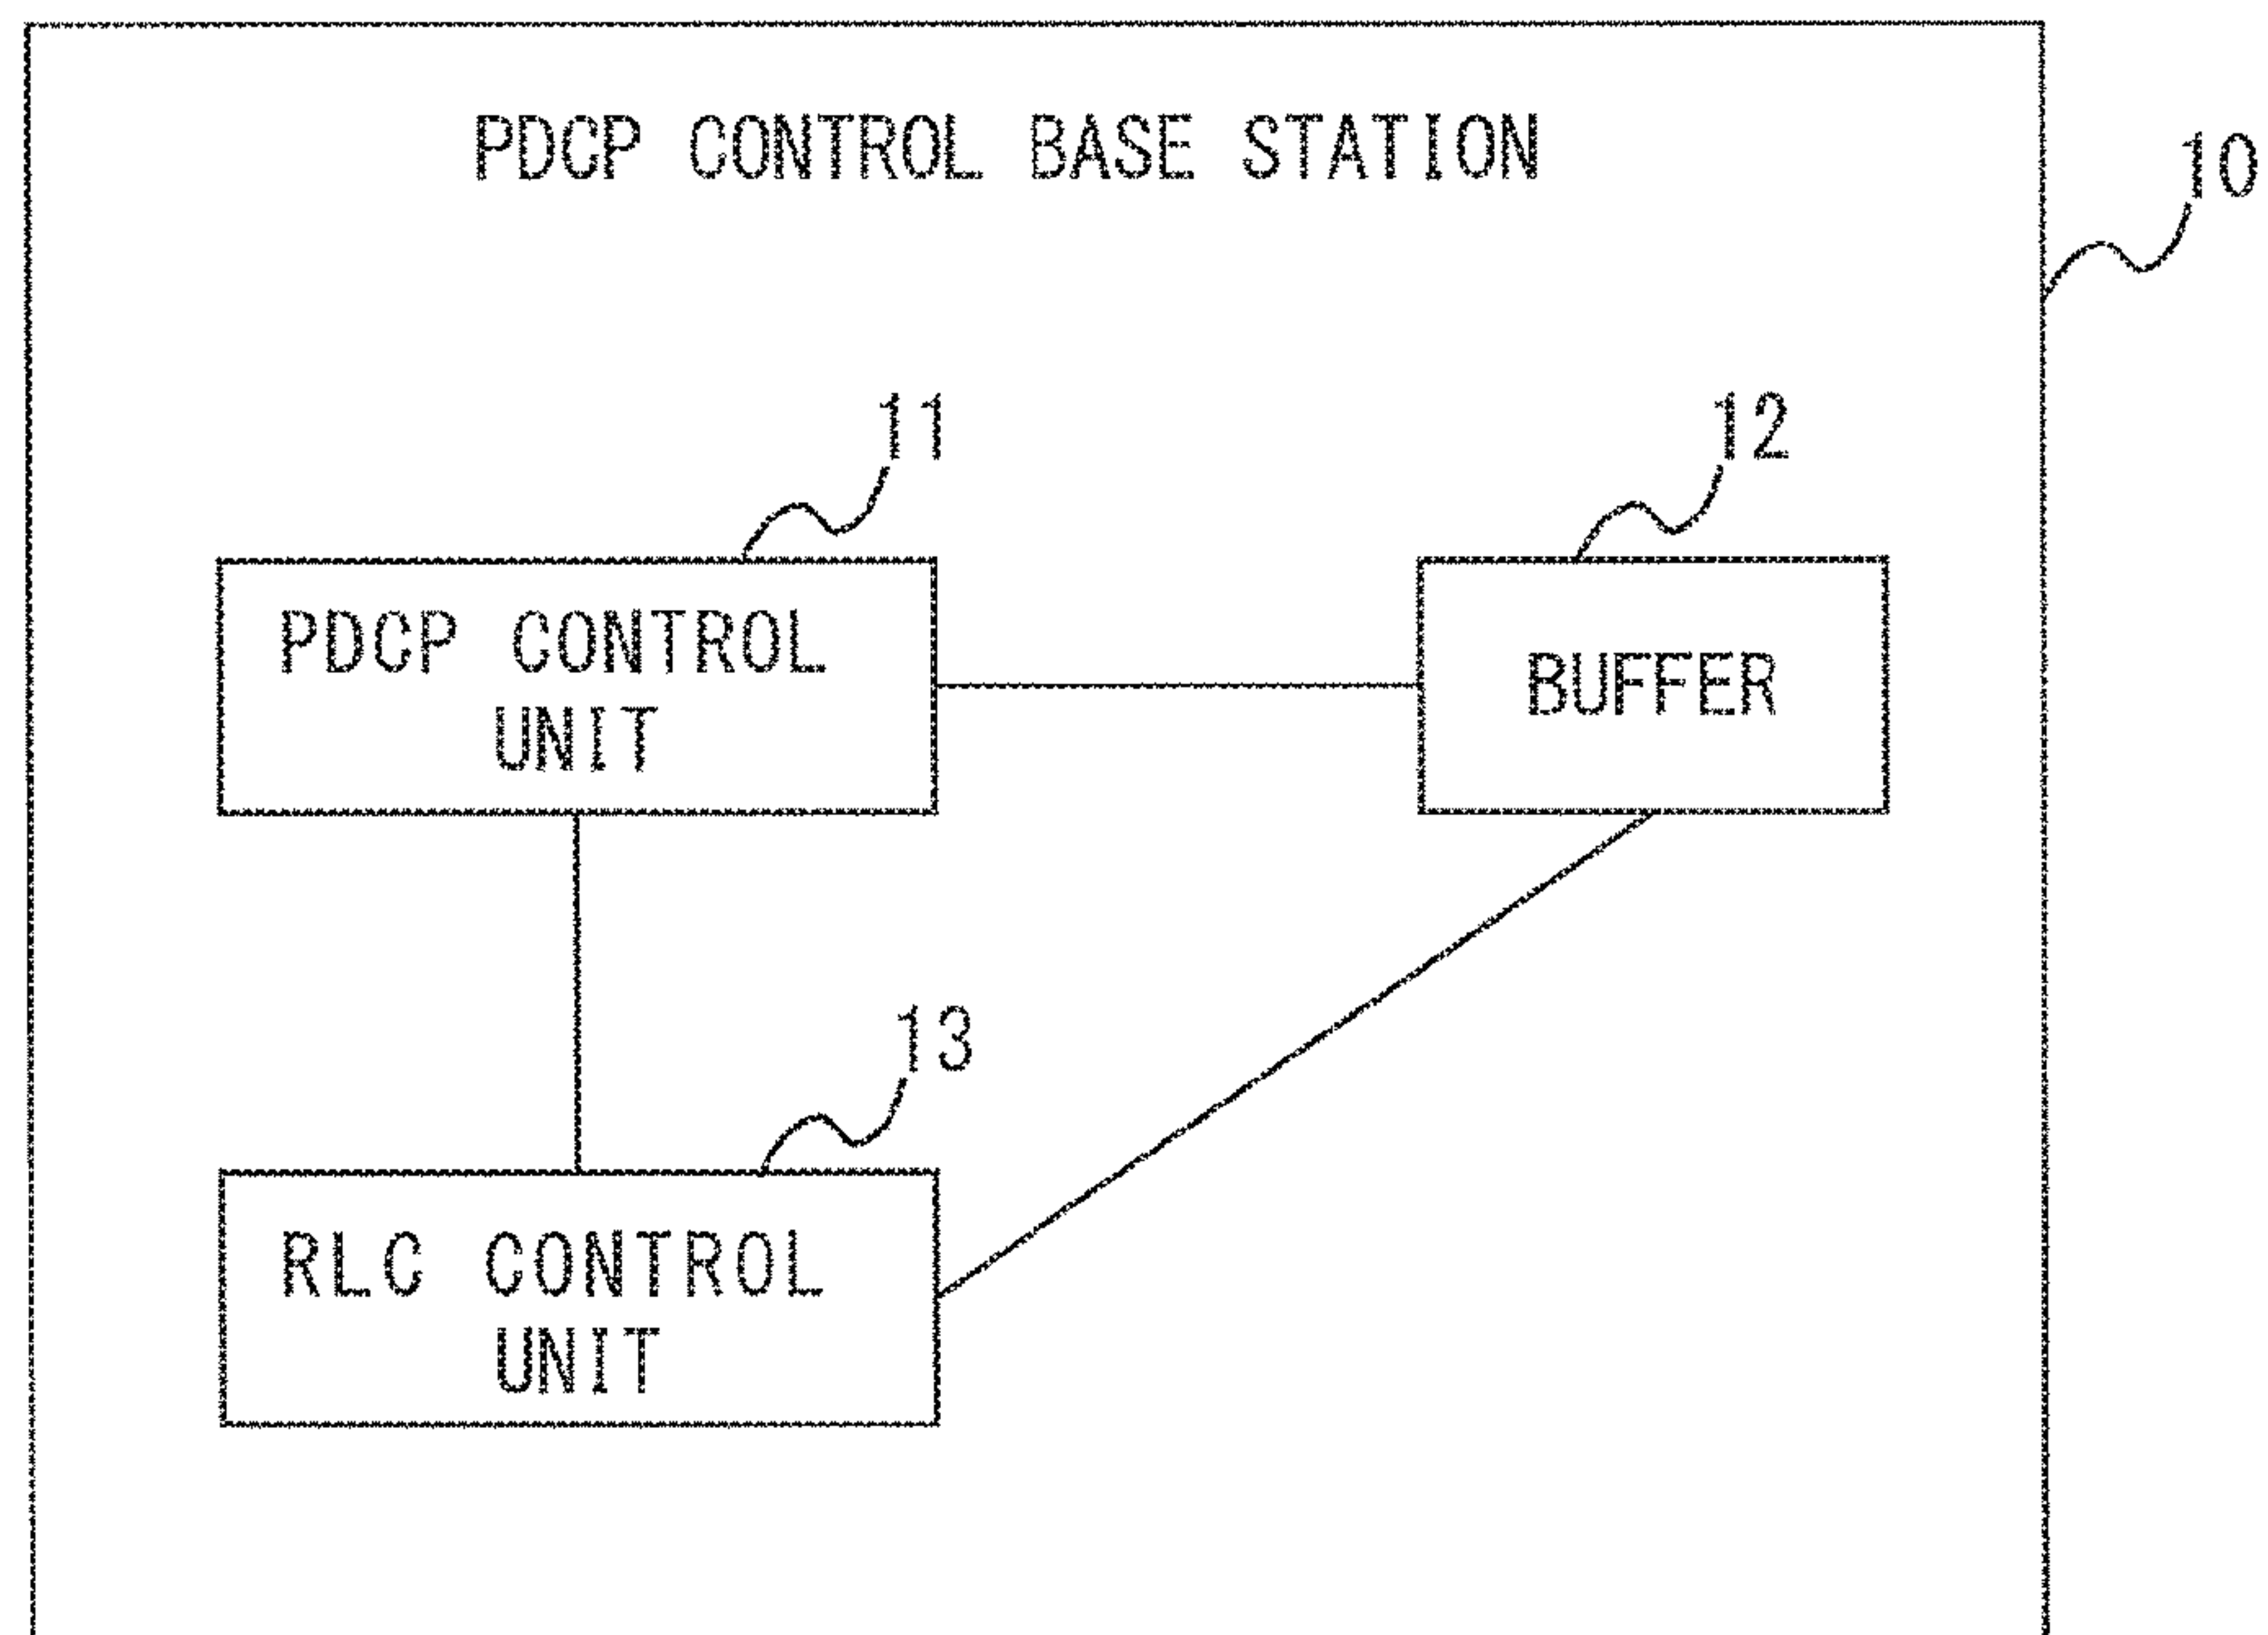 PDCP CONTROL BASE STATION
10
11
12
PDCP CONTROL
UNIT
BUFFER
13
RLC CONTROL
UNIT